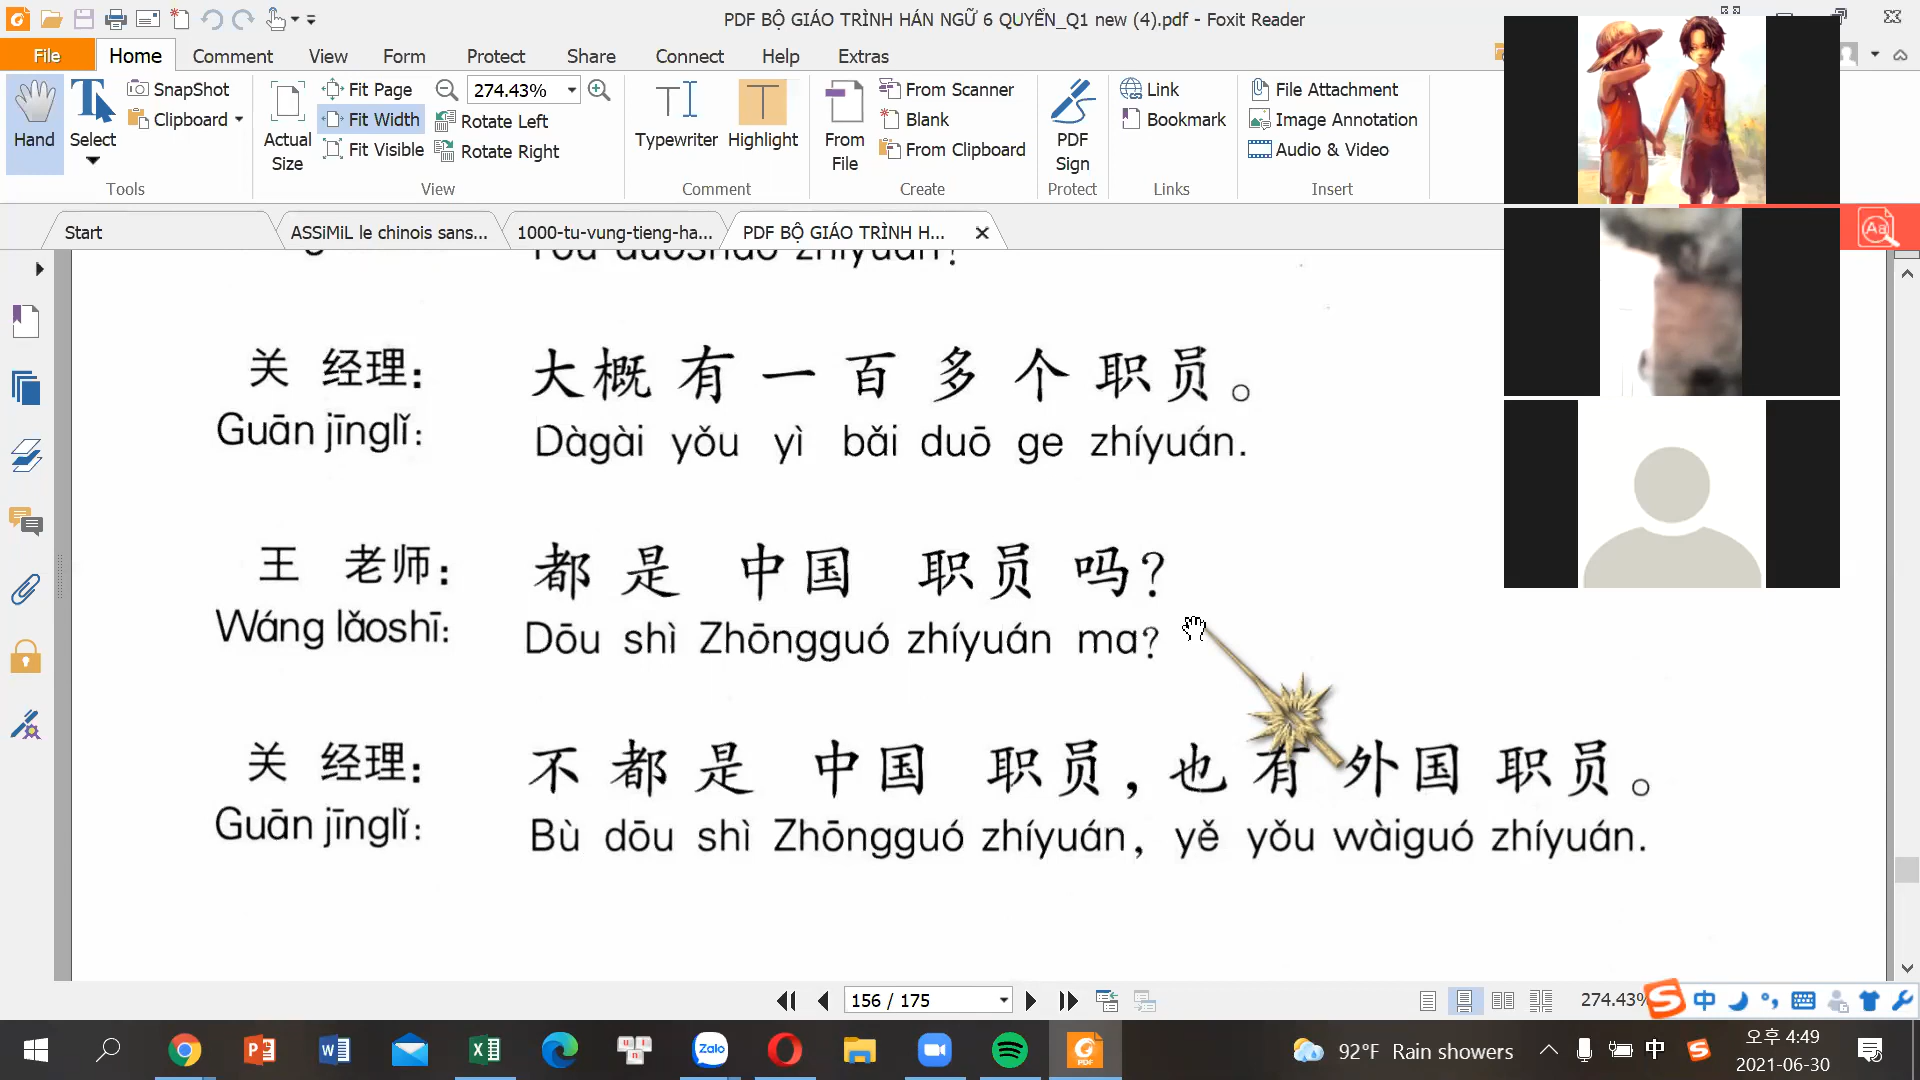 PDF BỘ GIÁO TRÌNH HÁN NGỮ 6 QUYỂN_Q1 new (4).pdf - Foxit Reader
File Home Comment View Form Protect Share Connect Help Extras
Hand
Select
SnapShot
Clipboard
Tools
Actual Size
Fit Page
Fit Width
Fit Visible
274.43%
Rotate Left
Rotate Right
View
Typewriter
Highlight
Comment
From File
From Scanner
Blank
From Clipboard
Create
PDF Sign
Protect
Link
Bookmark
Links
File Attachment
Image Annotation
Audio & Video
Insert
Start
ASSiMiL le chinois sans...
1000-tu-vung-tieng-ha...
PDF BỘ GIÁO TRÌNH H...
关 经理： 大概 有 一 百 多 个 职员。
Guān jīnglǐ: Dàgài yǒu yì bǎi duō ge zhíyuán.
王 老师： 都 是 中国 职员 吗？
Wáng lǎoshī: Dōu shì Zhōngguó zhíyuán ma?
关 经理： 不 都 是 中国 职员，也 有 外国 职员。
Guān jīnglǐ: Bù dōu shì Zhōngguó zhíyuán, yě yǒu wàiguó zhíyuán.
156 / 175
274.43%
中
Zalo
92°F Rain showers
中
오후 4:49
2021-06-30